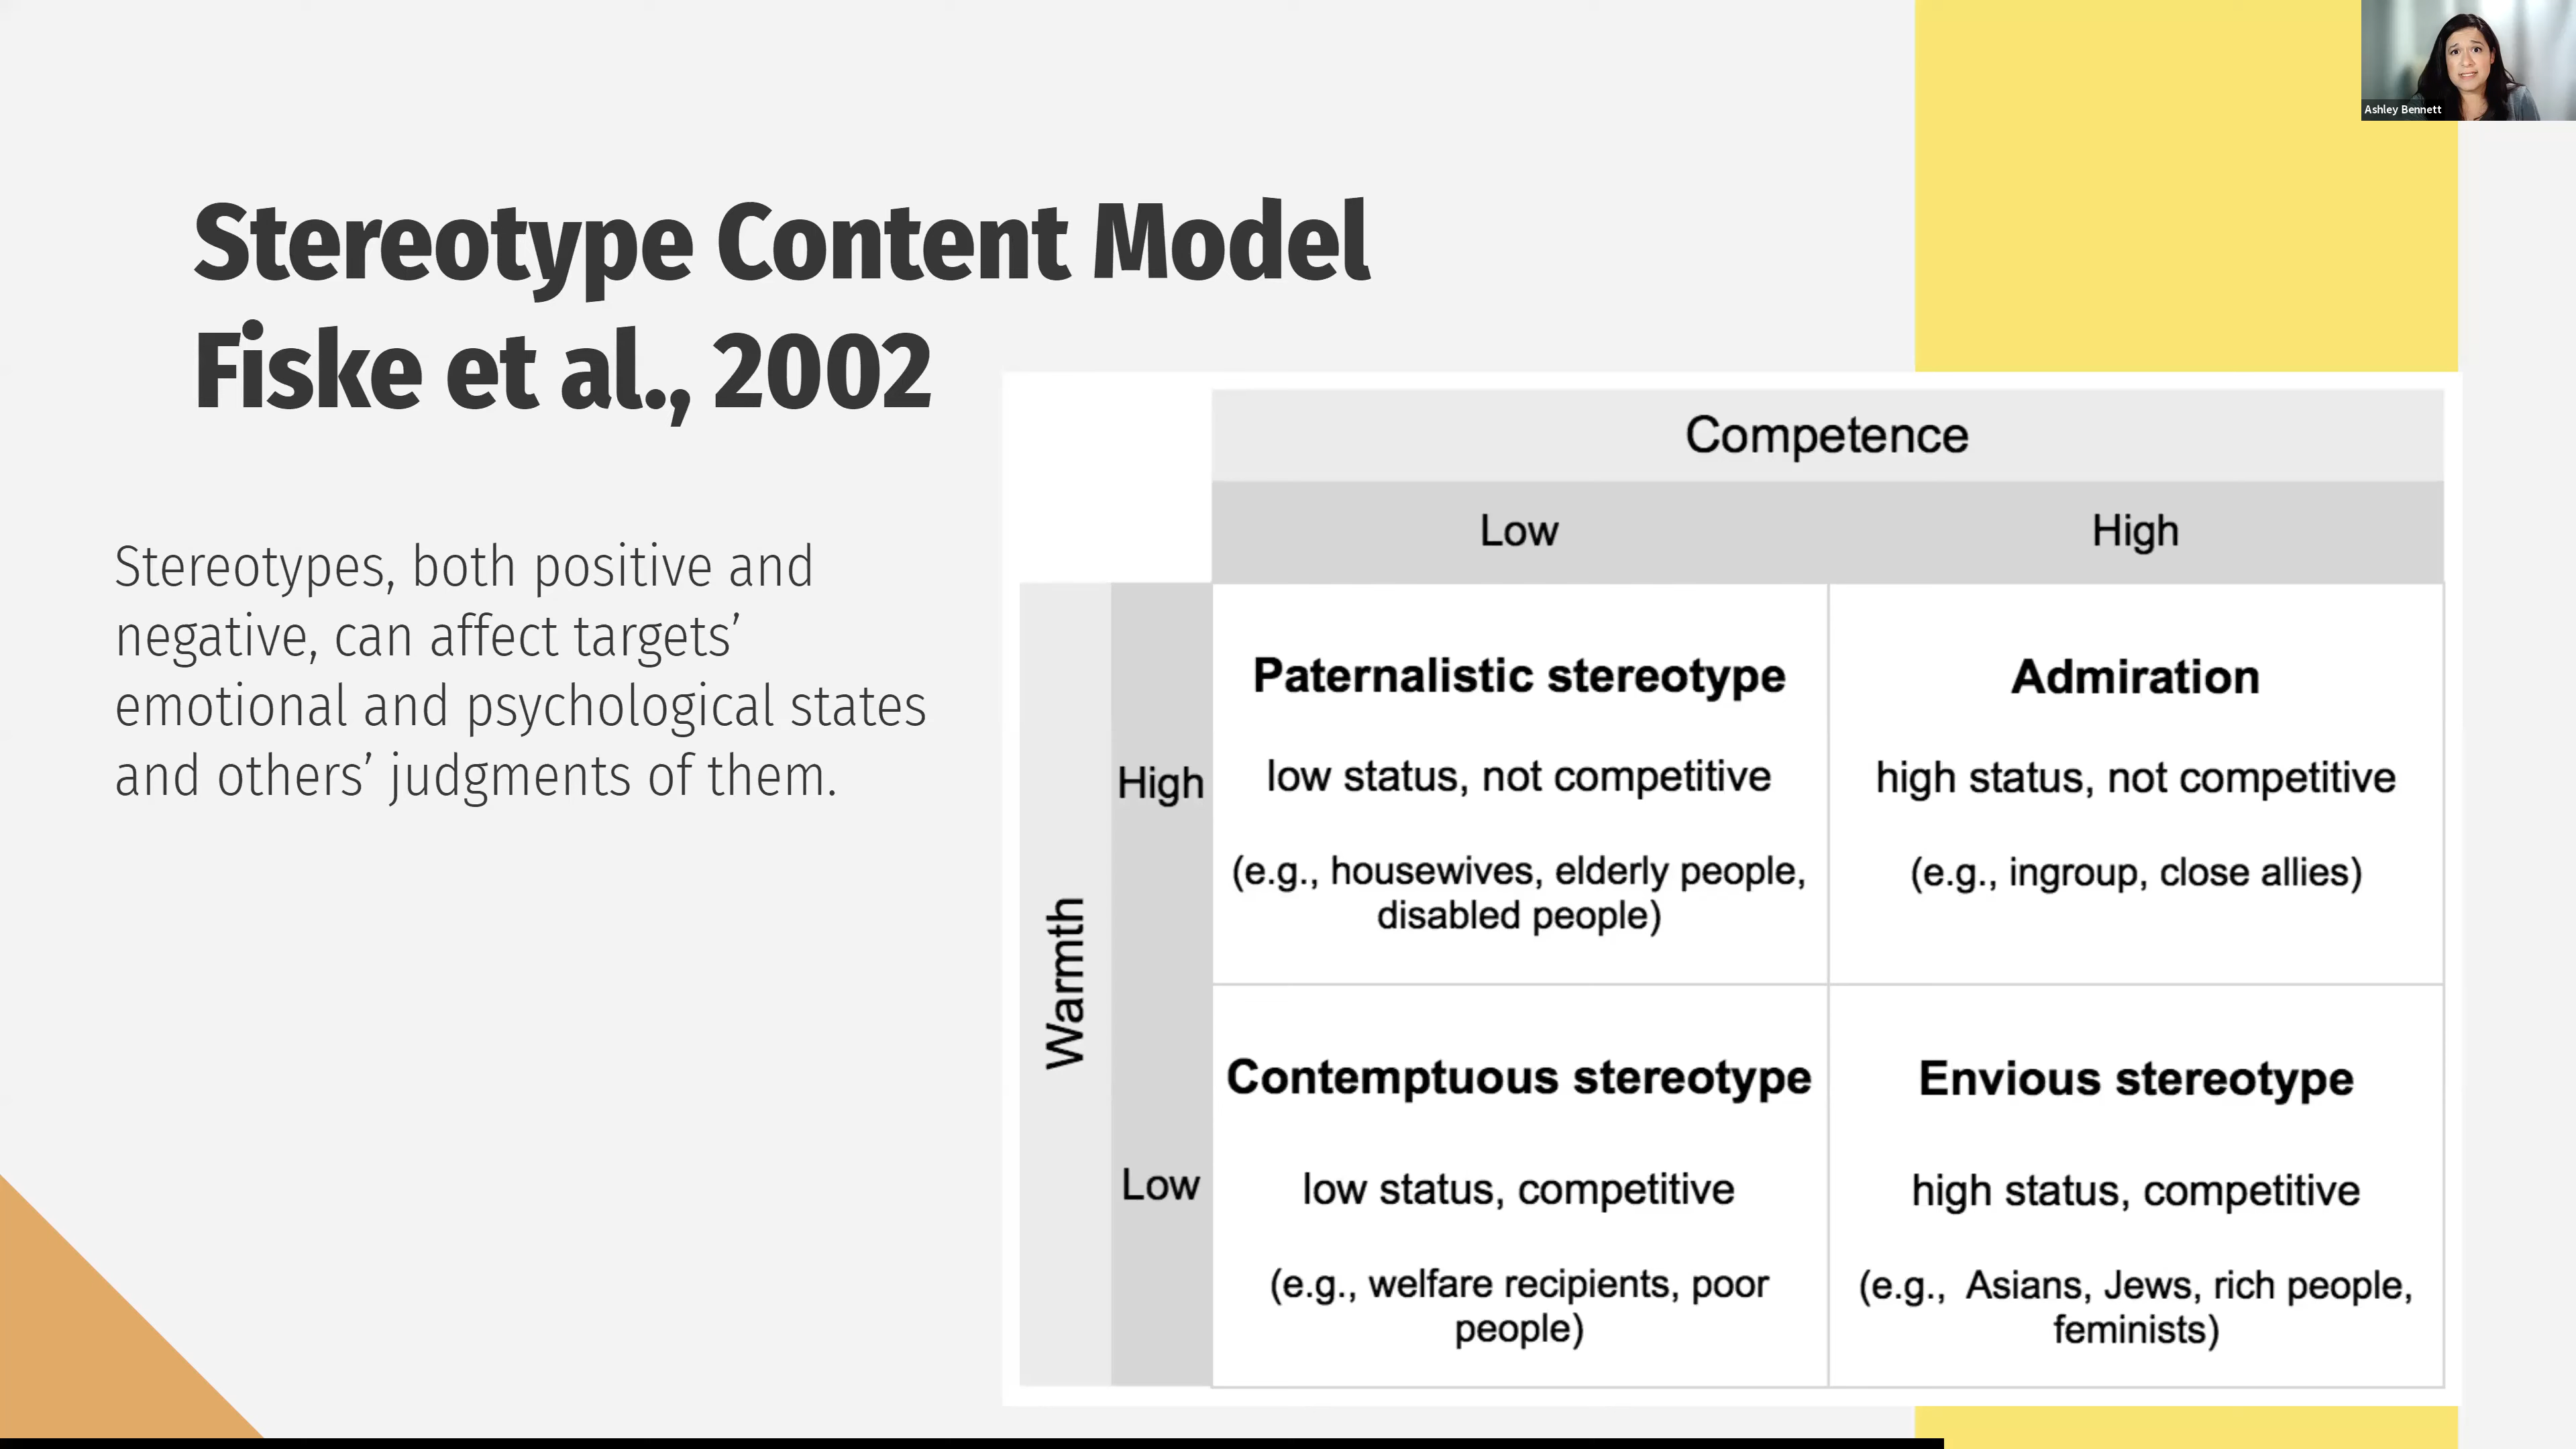 Ashley Bennett
Stereotype Content Model
Fiske et al., 2002
Stereotypes, both positive and
negative, can affect targets’
emotional and psychological states
and others’ judgments of them.
Competence
Low
High
Warmth
High
Paternalistic stereotype
low status, not competitive
(e.g., housewives, elderly people,
disabled people)
Admiration
high status, not competitive
(e.g., ingroup, close allies)
Low
Contemptuous stereotype
low status, competitive
(e.g., welfare recipients, poor
people)
Envious stereotype
high status, competitive
(e.g., Asians, Jews, rich people,
feminists)